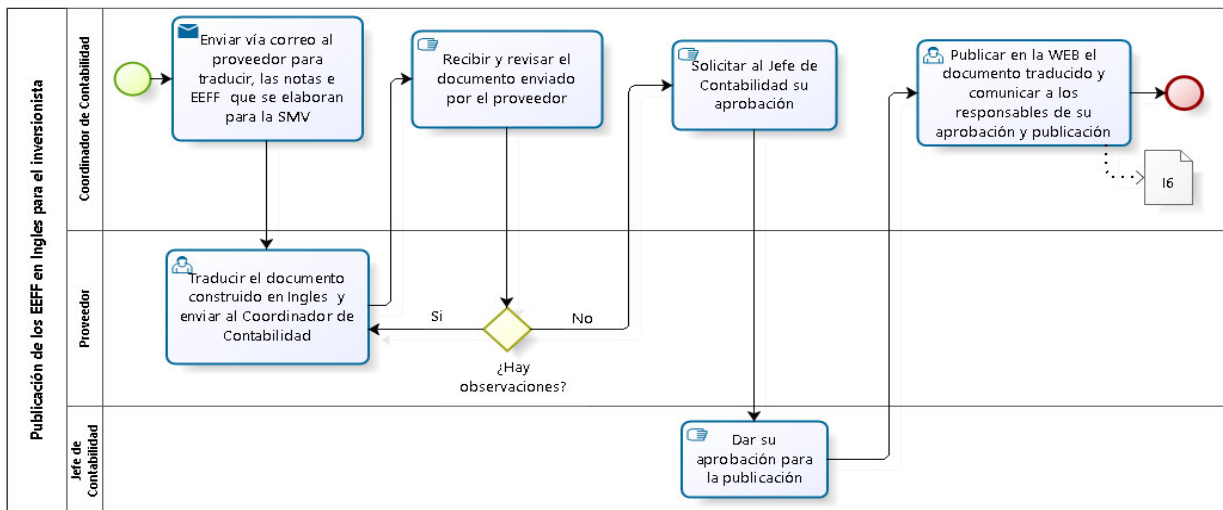 Publicación de los EEFF en Ingles para el inversionista
Coordinador de Contabilidad
Enviar vía correo al
proveedor para
traducir, las notas e
EEFF que se elaboran
para la SMV
Recibir y revisar el
documento enviado
por el proveedor
Solicitar al Jefe de
Contabilidad su
aprobación
Publicar en la WEB el
documento traducido y
comunicar a los
responsables de su
aprobación y publicación
I6
Proveedor
Traducir el documento
construido en Ingles y
enviar al Coordinador de
Contabilidad
Si
No
¿Hay
observaciones?
Jefe de
Contabilidad
Dar su
aprobación para
la publicación